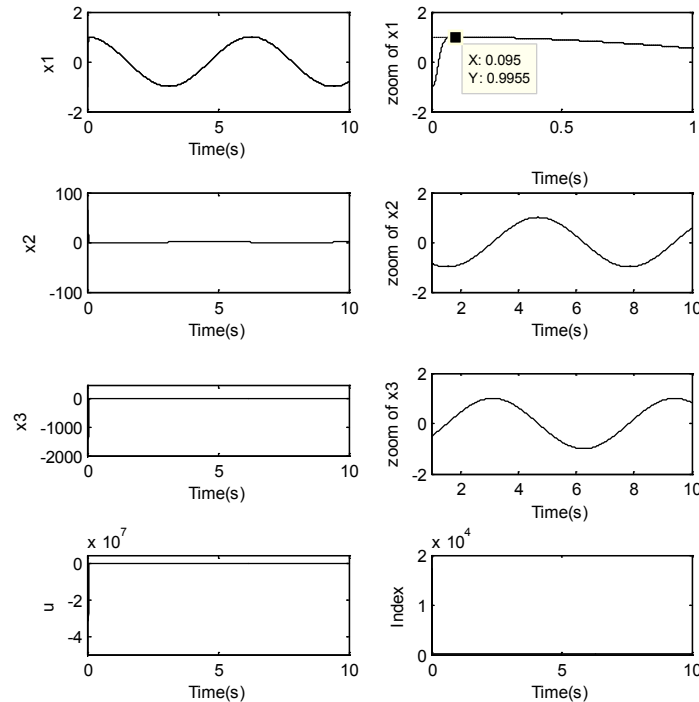 2
0
-2
x1
0
5
10
Time(s)
2
0
-2
zoom of x1
X: 0.095
Y: 0.9955
0
0.5
1
Time(s)
100
0
-100
x2
0
5
10
Time(s)
2
0
-2
zoom of x2
2
4
6
8
10
Time(s)
0
-1000
-2000
x3
0
5
10
Time(s)
2
0
-2
zoom of x3
2
4
6
8
10
Time(s)
x 10^7
0
-2
-4
u
0
5
10
Time(s)
x 10^4
2
1
0
Index
0
5
10
Time(s)